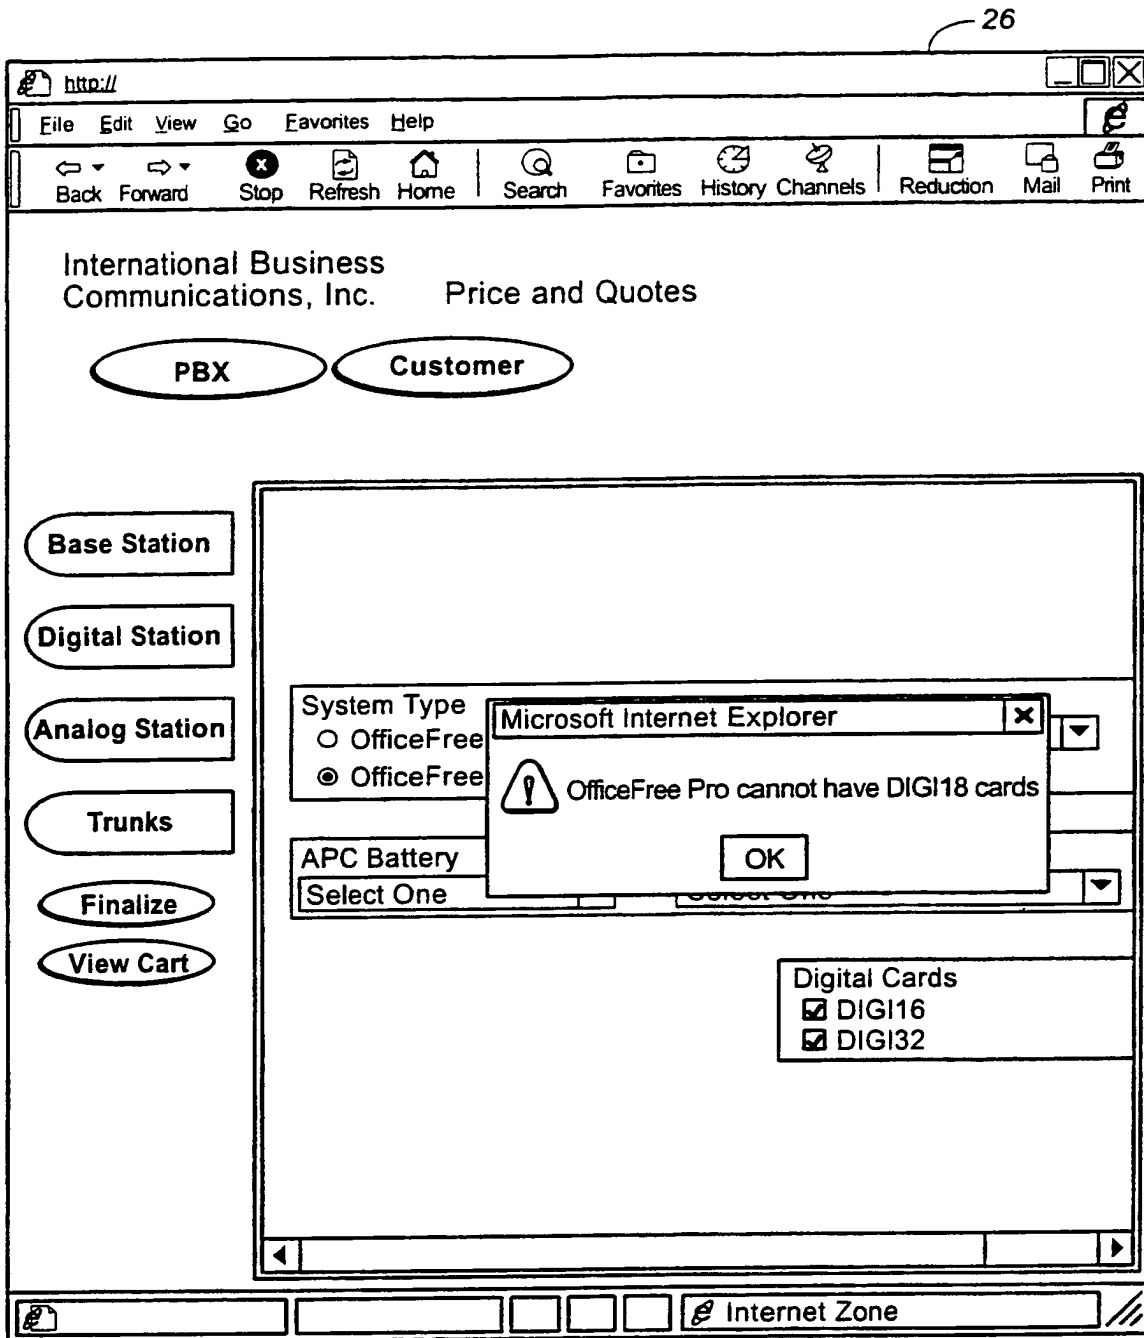 26
http://
File Edit View Go Favorites Help
Back Forward Stop Refresh Home Search Favorites History Channels Reduction Mail Print
International Business
Communications, Inc. Price and Quotes
PBX Customer
Base Station
Digital Station
Analog Station
Trunks
Finalize
View Cart
System Type
OfficeFree
OfficeFree
Microsoft Internet Explorer
OfficeFree Pro cannot have DIGI18 cards
OK
APC Battery
Select One Select One
Digital Cards
DIGI16
DIGI32
Internet Zone